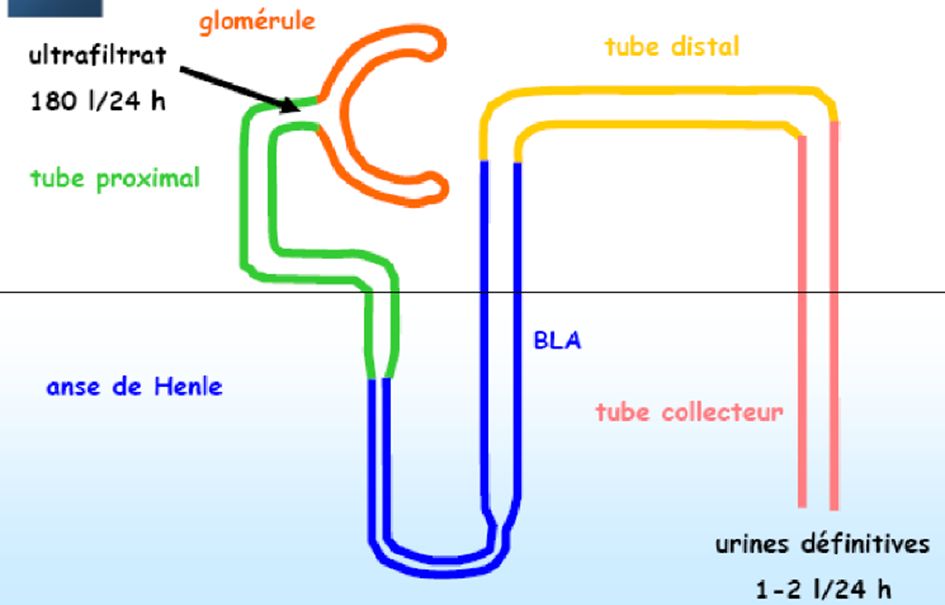 glomérule
ultrafiltrat
180 l/24 h
tube distal
tube proximal
BLA
anse de Henle
tube collecteur
urines définitives
1-2 l/24 h